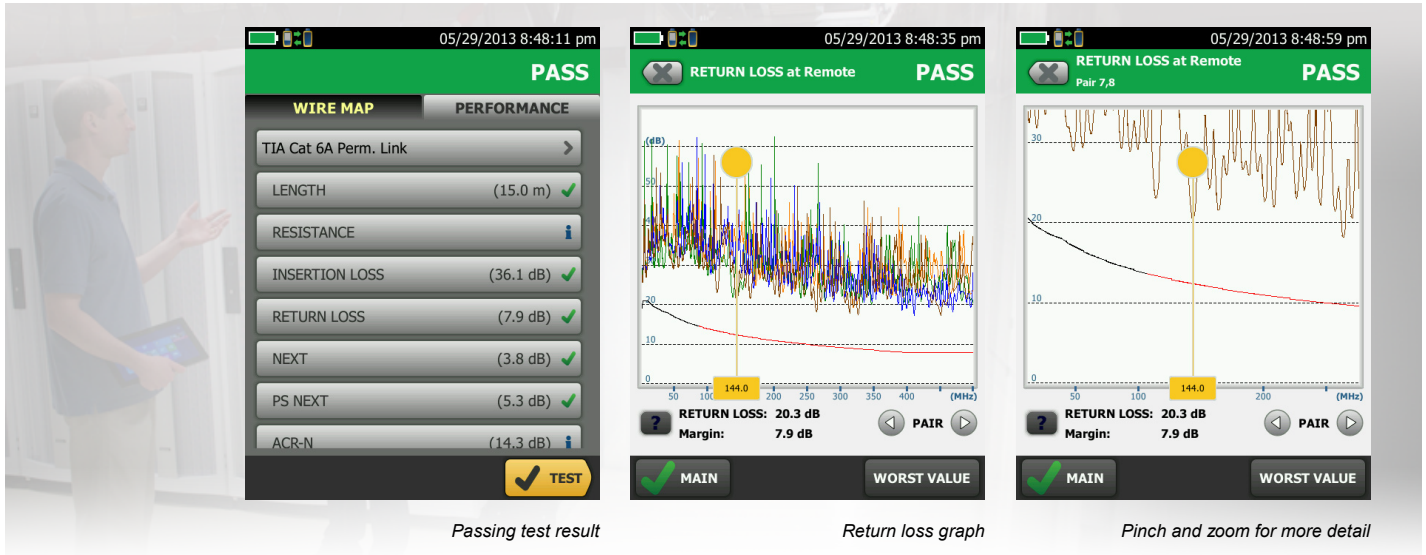 05/29/2013 8:48:11 pm
PASS
WIRE MAP PERFORMANCE
TIA Cat 6A Perm. Link
LENGTH (15.0 m)
RESISTANCE i
INSERTION LOSS (36.1 dB)
RETURN LOSS (7.9 dB)
NEXT (3.8 dB)
PS NEXT (5.3 dB)
ACR-N (14.3 dB) i
TEST
Passing test result
05/29/2013 8:48:35 pm
RETURN LOSS at Remote PASS
(dB)
50
20
10
0
144.0
50 200 250 300 350 400 (MHz)
? RETURN LOSS: 20.3 dB
Margin: 7.9 dB
PAIR
MAIN WORST VALUE
Return loss graph
05/29/2013 8:48:59 pm
RETURN LOSS at Remote
Pair 7,8
PASS
30
20
10
0
144.0
50 100 200 (MHz)
? RETURN LOSS: 20.3 dB
Margin: 7.9 dB
PAIR
MAIN WORST VALUE
Pinch and zoom for more detail